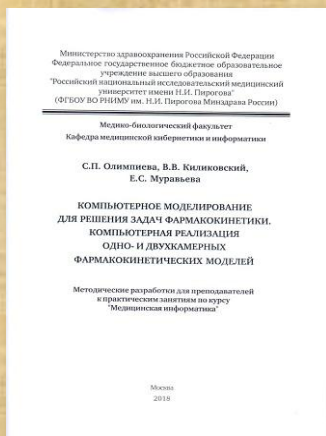 Министерство здравоохранения Российской Федерации
Федеральное государственное бюджетное образовательное
учреждение высшего образования
"Российский национальный исследовательский медицинский
университет имени Н.И. Пирогова"
(ФГБОУ ВО РНИМУ им. Н.И. Пирогова Минздрава России)
Медико-биологический факультет
Кафедра медицинской кибернетики и информатики
С.П. Олимпиева, В.В. Киликовский,
Е.С. Муравьева
КОМПЬЮТЕРНОЕ МОДЕЛИРОВАНИЕ
ДЛЯ РЕШЕНИЯ ЗАДАЧ ФАРМАКОКИНЕТИКИ.
КОМПЬЮТЕРНАЯ РЕАЛИЗАЦИЯ
ОДНО- И ДВУХКАМЕРНЫХ
ФАРМАКОКИНЕТИЧЕСКИХ МОДЕЛЕЙ
Методические разработки для преподавателей
к практическим занятиям по курсу
"Медицинская информатика"
Москва
2018